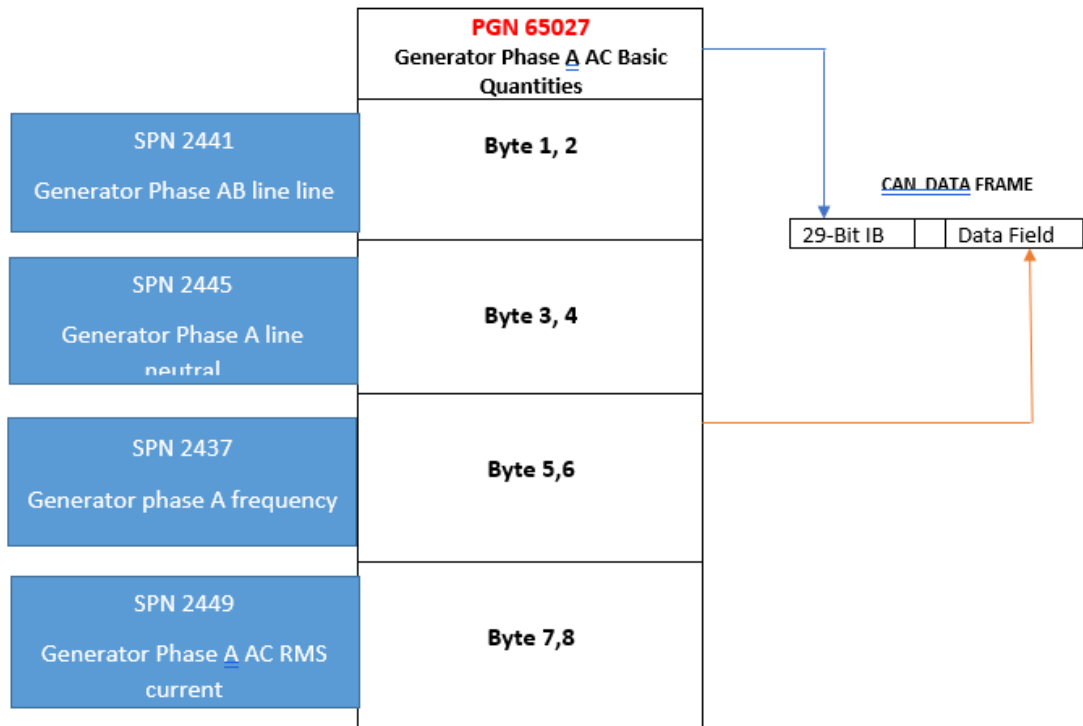 PGN 65027
Generator Phase A AC Basic
Quantities
SPN 2441
Generator Phase AB line line
Byte 1, 2
CAN DATA FRAME
29-Bit IB
Data Field
SPN 2445
Generator Phase A line
neutral
Byte 3, 4
SPN 2437
Generator phase A frequency
Byte 5,6
SPN 2449
Generator Phase A AC RMS
current
Byte 7,8